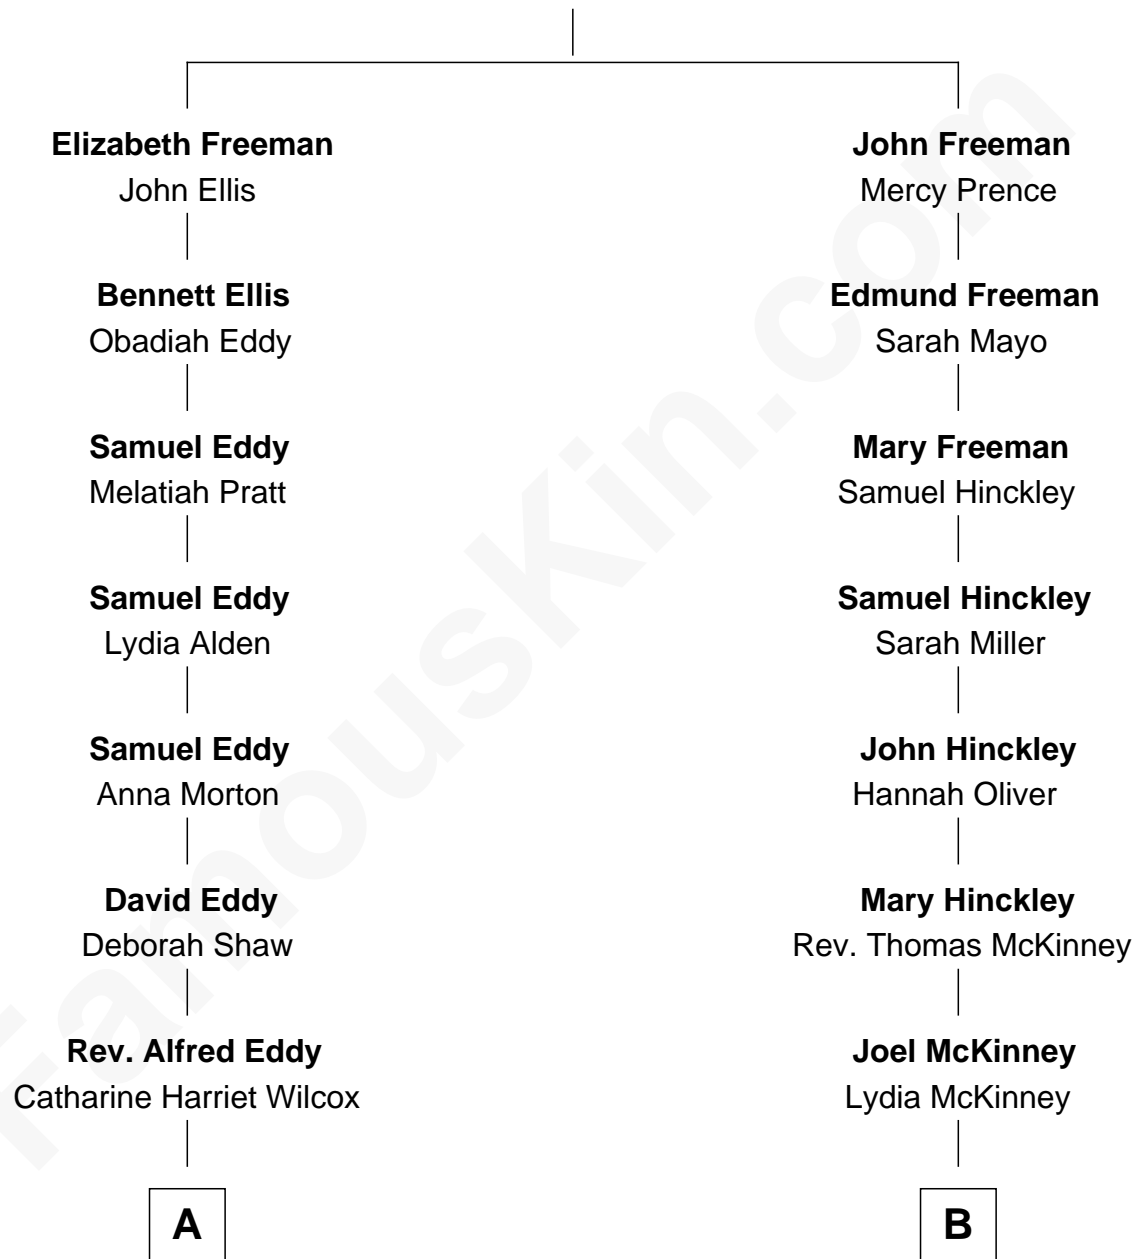 Elizabeth Freeman
John Ellis
Bennett Ellis
Obadiah Eddy
Samuel Eddy
Melatiah Pratt
Samuel Eddy
Lydia Alden
Samuel Eddy
Anna Morton
David Eddy
Deborah Shaw
Rev. Alfred Eddy
Catharine Harriet Wilcox
A
John Freeman
Mercy Prence
Edmund Freeman
Sarah Mayo
Mary Freeman
Samuel Hinckley
Samuel Hinckley
Sarah Miller
John Hinckley
Hannah Oliver
Mary Hinckley
Rev. Thomas McKinney
Joel McKinney
Lydia McKinney
B
FamousKin.com